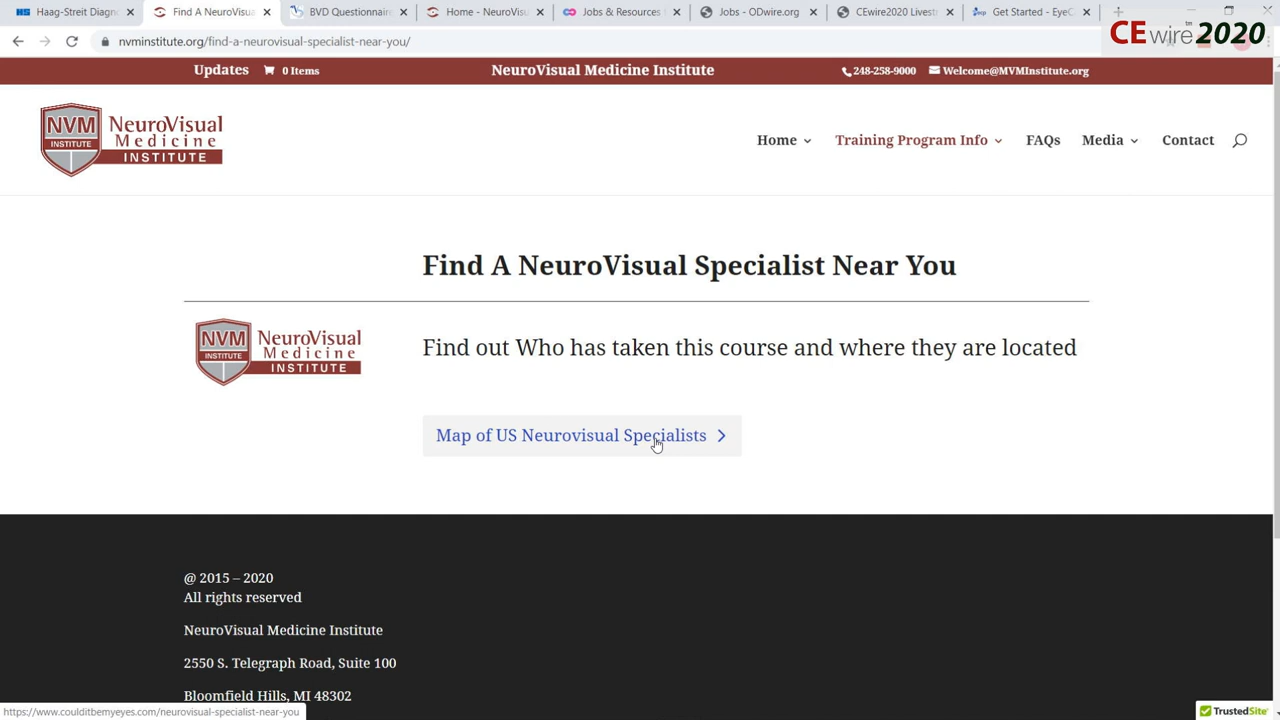 Haag-Streit Diagn
Find A NeuroVisua
BVD Questionnair
Home - NeuroVisu
Jobs & Resources
Jobs - ODwire.org
CEwire2020 Livest
Get Started - EyeC
CEwire™2020
nvminstitute.org/find-a-neurovisual-specialist-near-you/
Updates
0 Items
NeuroVisual Medicine Institute
248-258-9000
Welcome@MVMInstitute.org
NVM
INSTITUTE
NeuroVisual
Medicine
INSTITUTE
Home
Training Program Info
FAQs
Media
Contact
Find A NeuroVisual Specialist Near You
NVM
INSTITUTE
NeuroVisual
Medicine
INSTITUTE
Find out Who has taken this course and where they are located
Map of US Neurovisual Specialists
@ 2015 – 2020
All rights reserved
NeuroVisual Medicine Institute
2550 S. Telegraph Road, Suite 100
Bloomfield Hills, MI 48302
https://www.coulditbemyeyes.com/neurovisual-specialist-near-you
TrustedSite